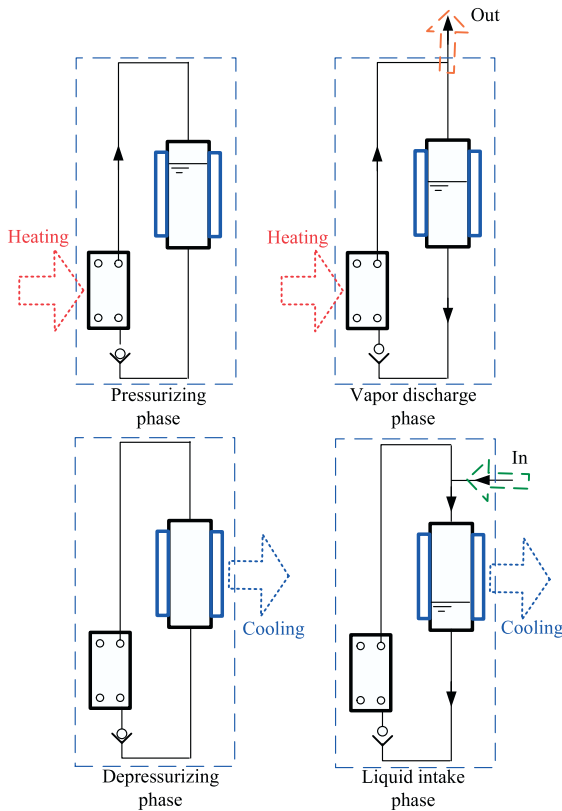 Out
Heating
Heating
Pressurizing
phase
Vapor discharge
phase
In
Cooling
Cooling
Depressurizing
phase
Liquid intake
phase